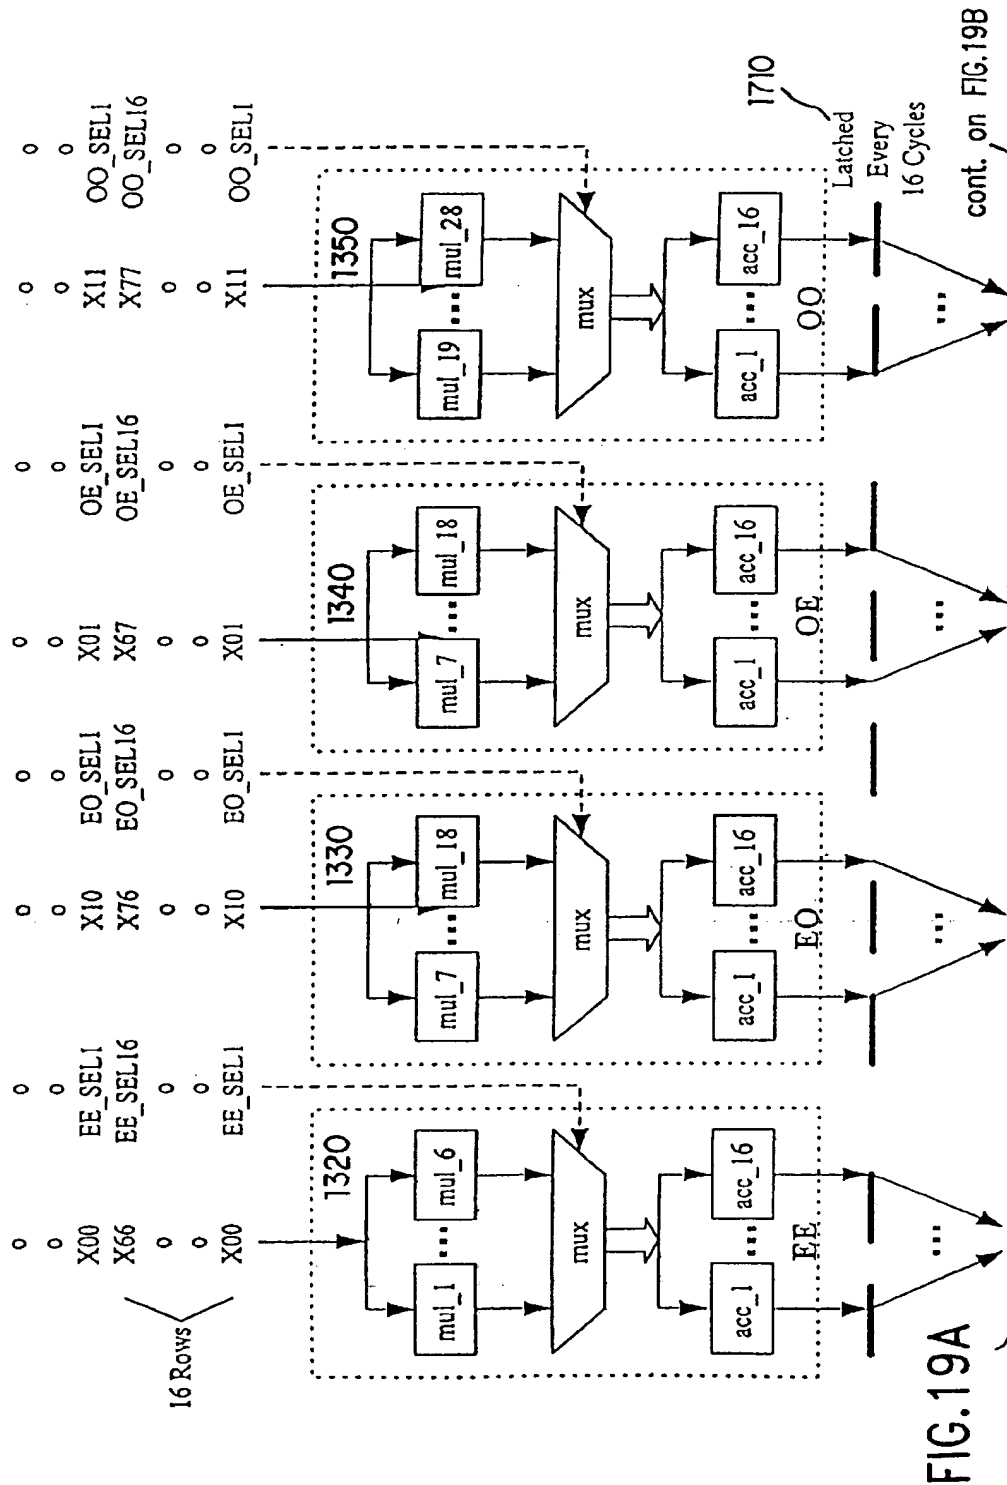 16 Rows
X00 EE_SEL1 X10 EO_SEL1 X01 OE_SEL1 X11 OO_SEL1
X66 EE_SEL16 X76 EO_SEL16 X67 OE_SEL16 X77 OO_SEL16
X00 EE_SEL1 X10 EO_SEL1 X01 OE_SEL1 X11 OO_SEL1
1320 1330 1340 1350
mul_1 ... mul_6 mul_7 ... mul_18 mul_7 ... mul_18 mul_19 ... mul_28
mux mux mux mux
acc_1 ... acc_16 acc_1 ... acc_16 acc_1 ... acc_16 acc_1 ... acc_16
EE EO OE OO
1710
Latched
Every
16 Cycles
... ... ... ...
FIG.19A
cont. on FIG.19B